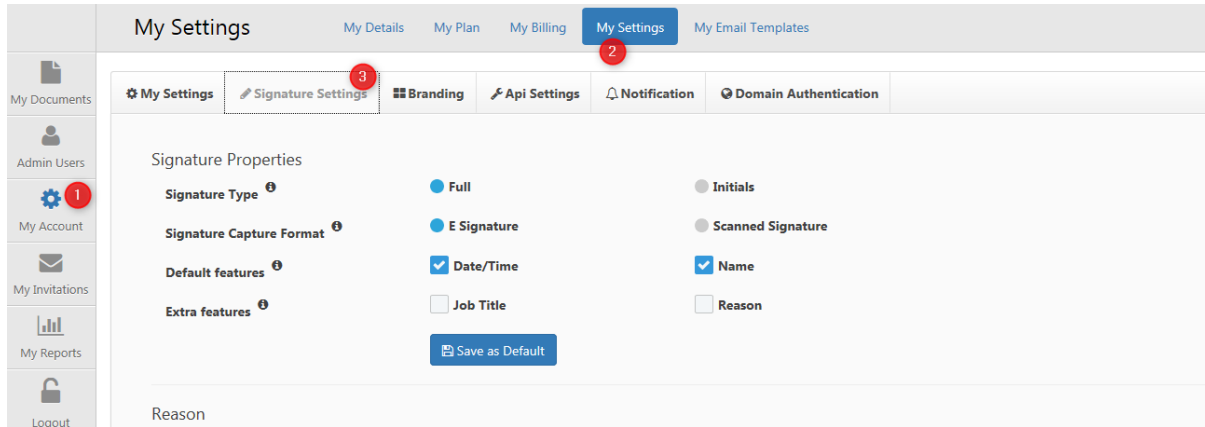 My Settings My Details My Plan My Billing My Settings My Email Templates
2
My Documents
Admin Users
1
My Account
My Invitations
My Reports
Logout
My Settings Signature Settings Branding Api Settings Notification Domain Authentication
3
Signature Properties
Signature Type Full Initials
Signature Capture Format E Signature Scanned Signature
Default features Date/Time Name
Extra features Job Title Reason
Save as Default
Reason